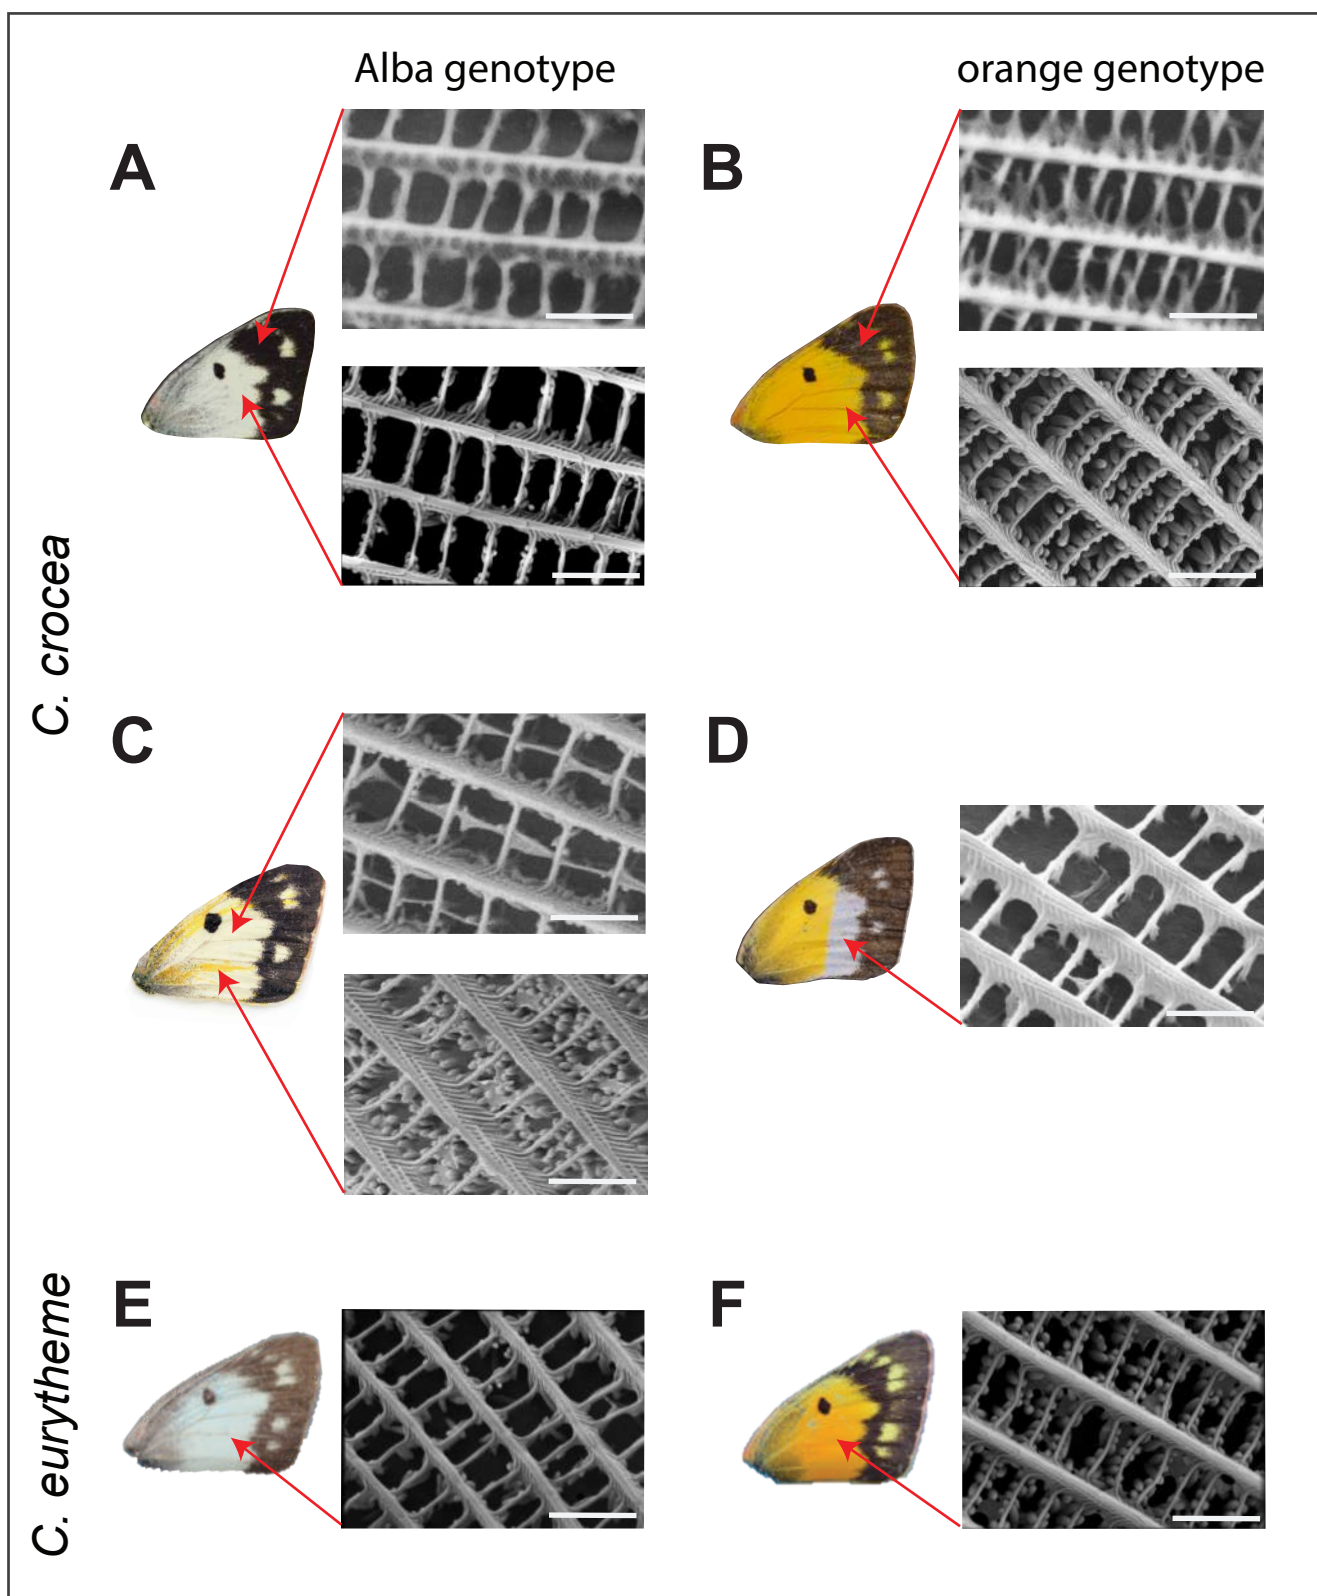 Alba genotype
orange genotype
A
B
C. crocea
C
D
E
F
C. eurytheme